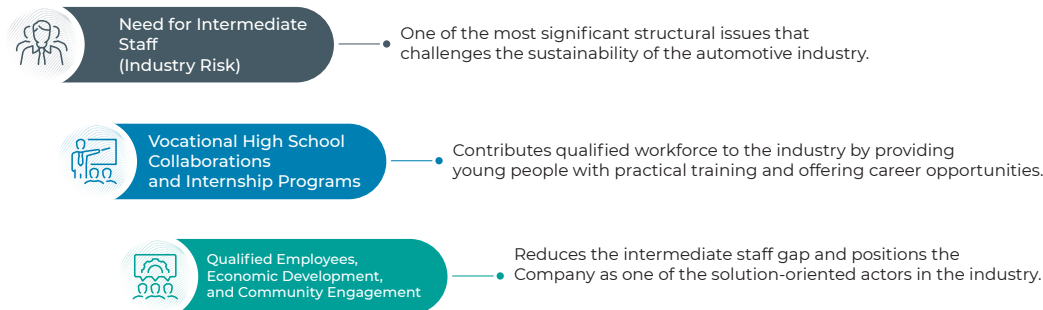 Need for Intermediate
Staff
(Industry Risk)
One of the most significant structural issues that
challenges the sustainability of the automotive industry.
Vocational High School
Collaborations
and Internship Programs
Contributes qualified workforce to the industry by providing
young people with practical training and offering career opportunities.
Qualified Employees,
Economic Development,
and Community Engagement
Reduces the intermediate staff gap and positions the
Company as one of the solution-oriented actors in the industry.